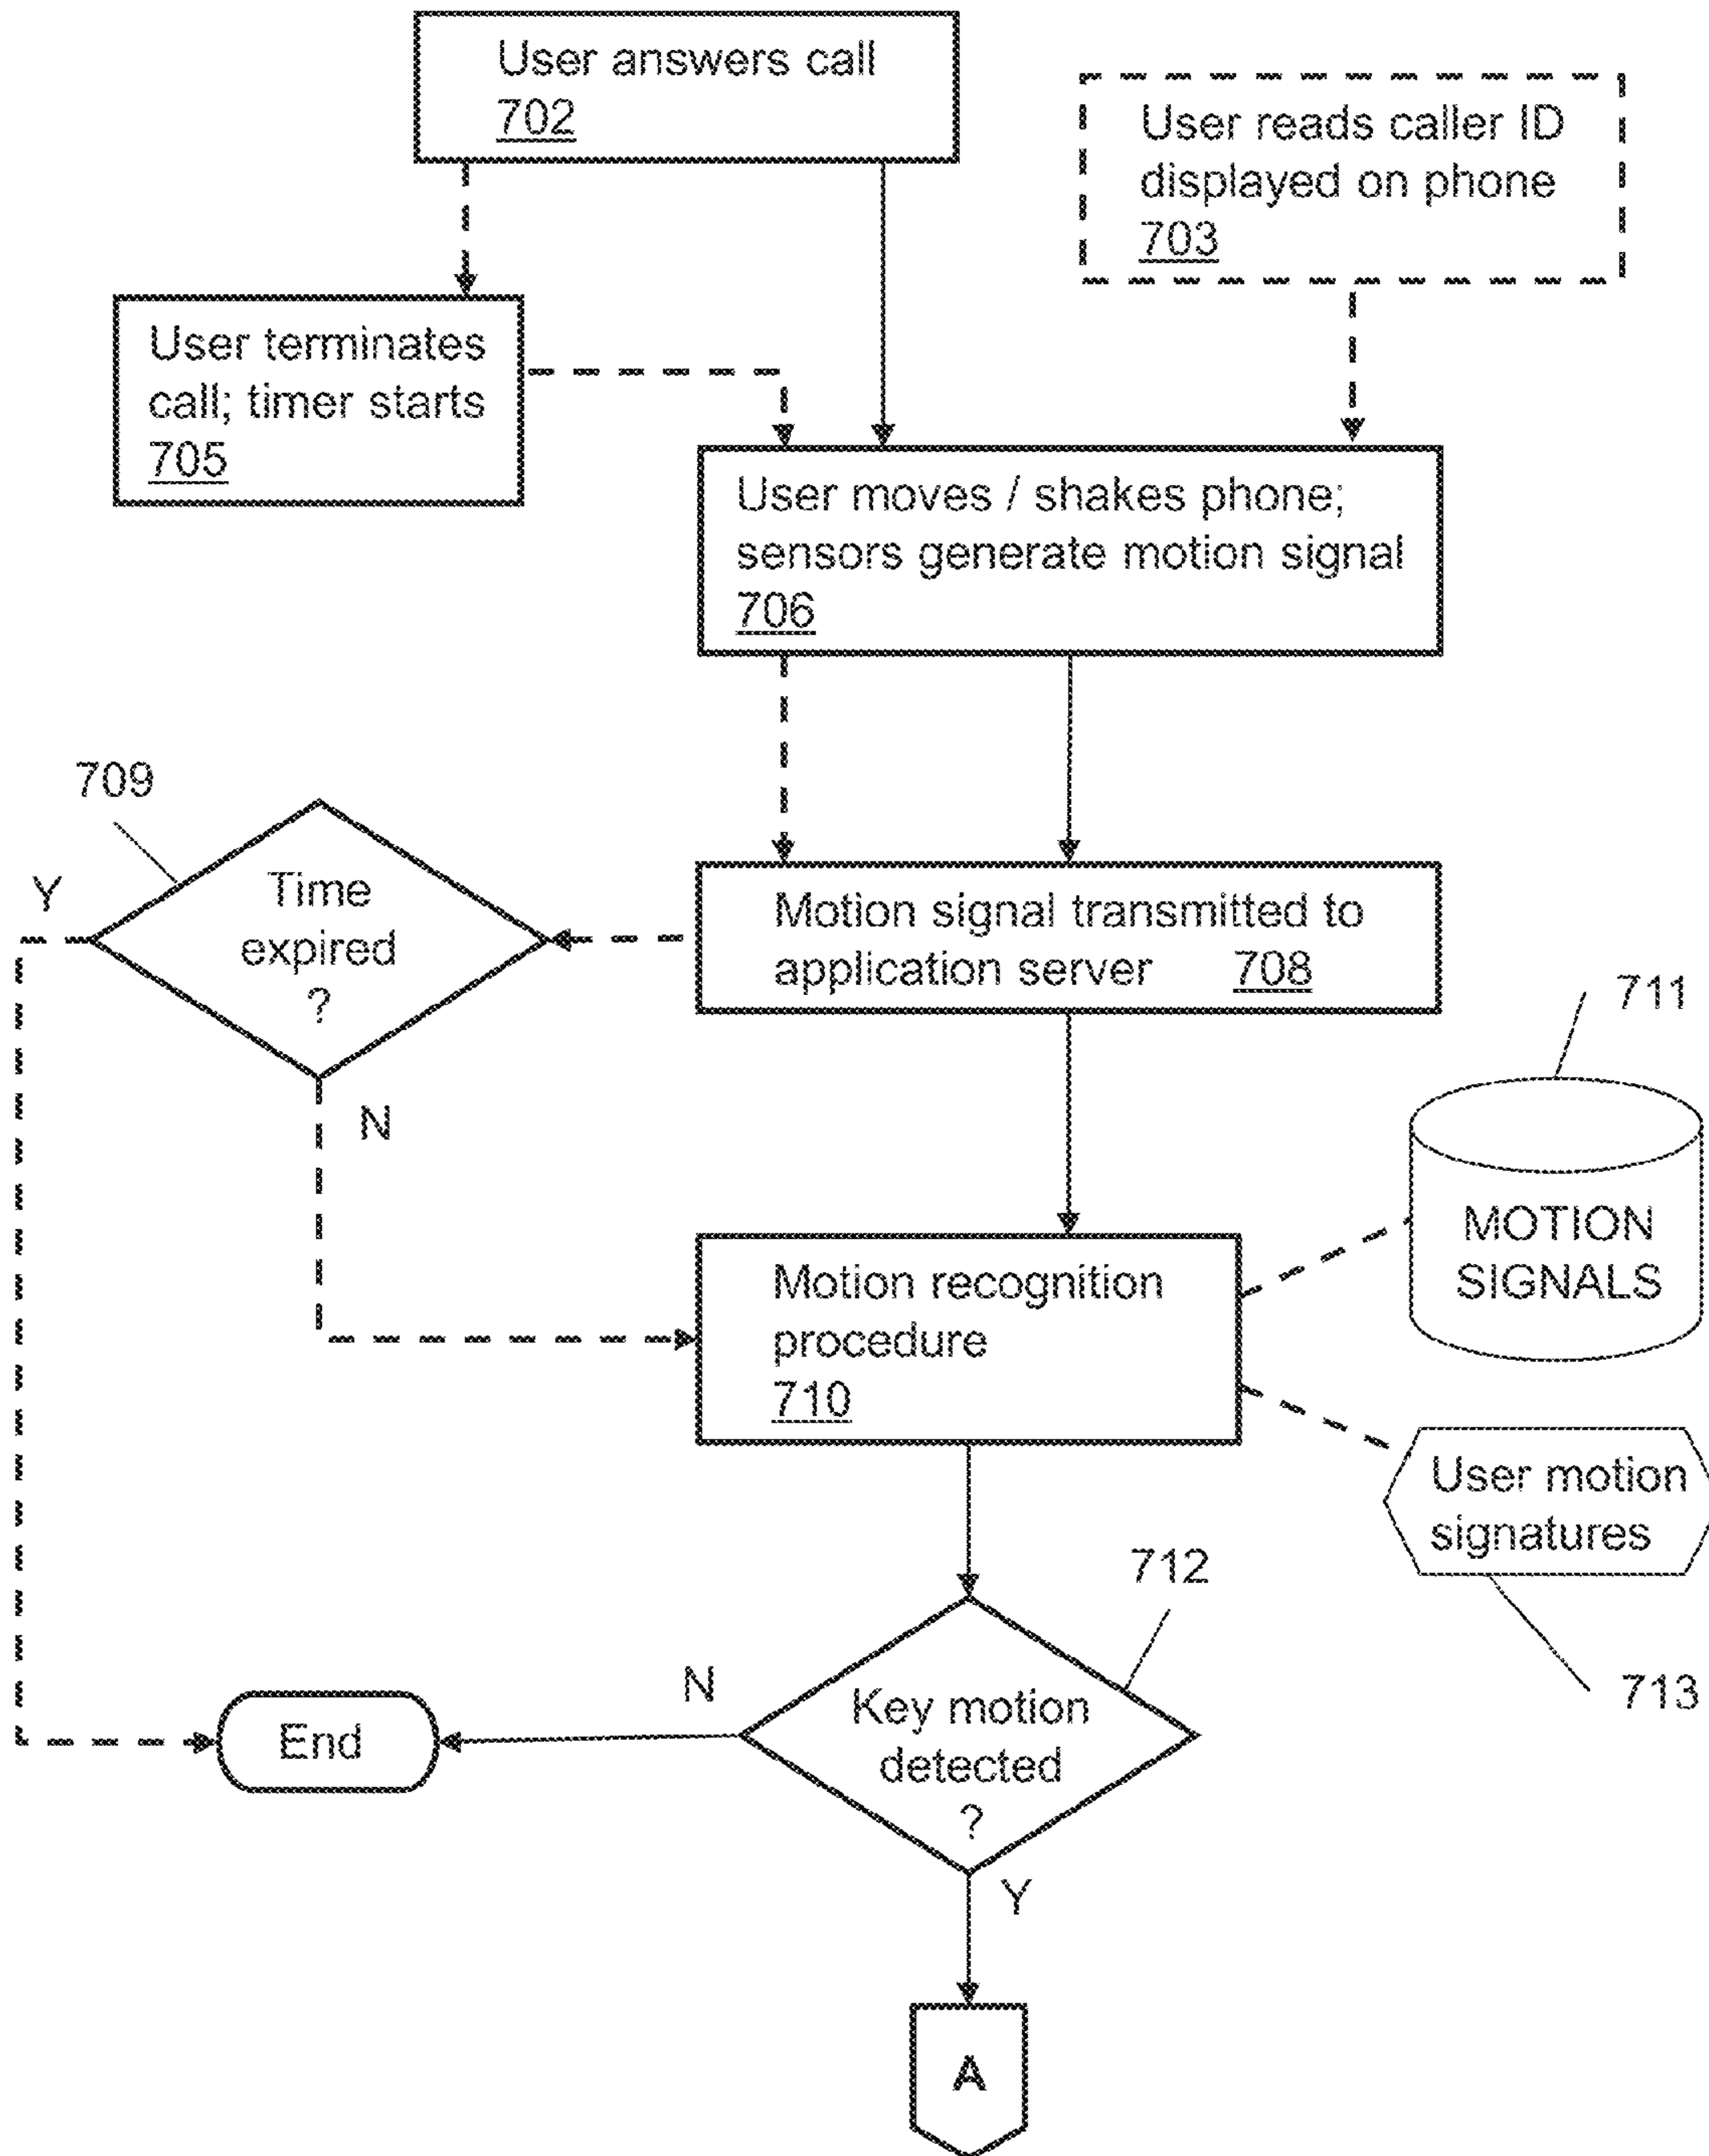 User answers call
702
User reads caller ID
displayed on phone
703
User terminates
call; timer starts
705
User moves / shakes phone;
sensors generate motion signal
706
709
Y
Time
expired
?
N
Motion signal transmitted to
application server 708
711
MOTION
SIGNALS
Motion recognition
procedure
710
User motion
signatures
713
712
N
Key motion
detected
?
End
Y
A